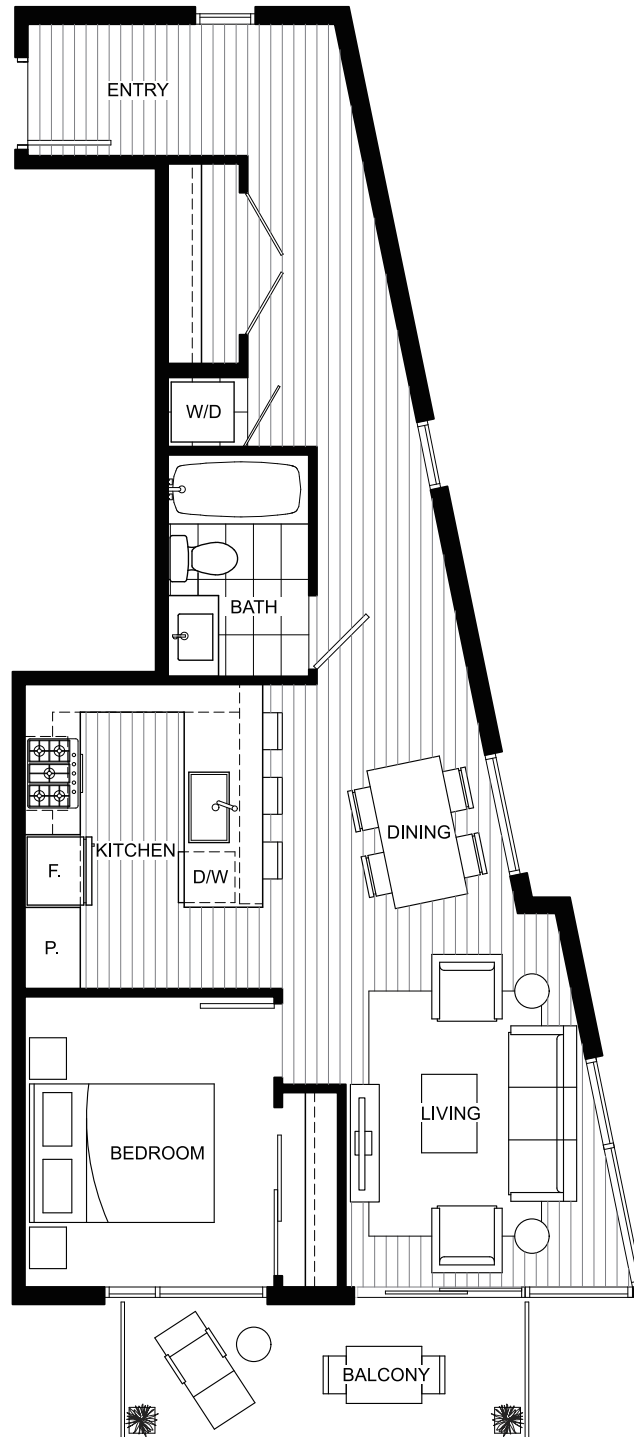 ENTRY
W/D
BATH
DINING
KITCHEN
F.
D/W
P.
LIVING
BEDROOM
BALCONY